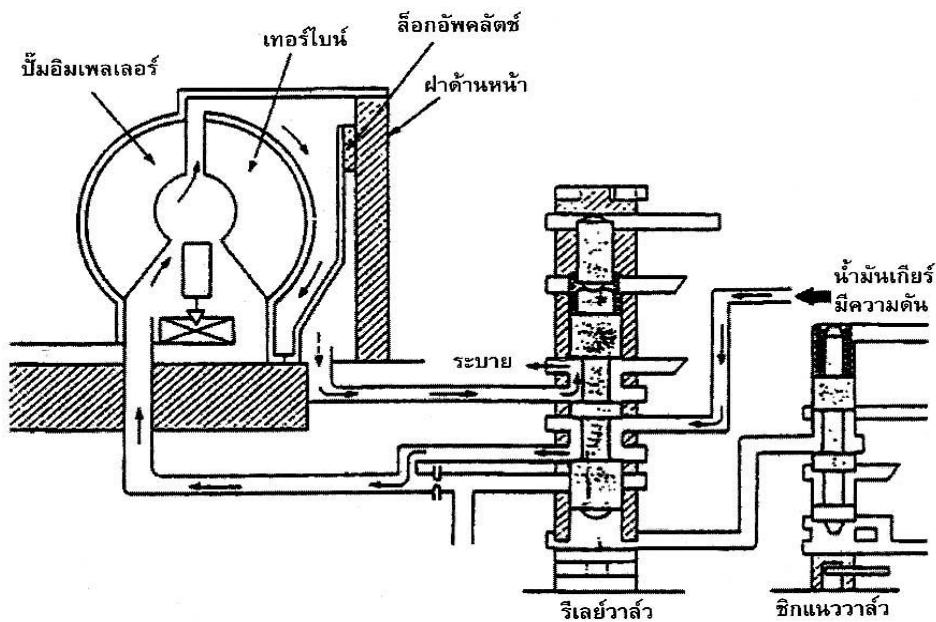 ล็อกอัพคลัตช์
เทอร์ไบน์
ปั๊มอิมเพลเลอร์
ฝาด้านหน้า
น้ำมันเกียร์
มีความดัน
ระบาย
รีเลย์วาล์ว
ซิกแนววาล์ว